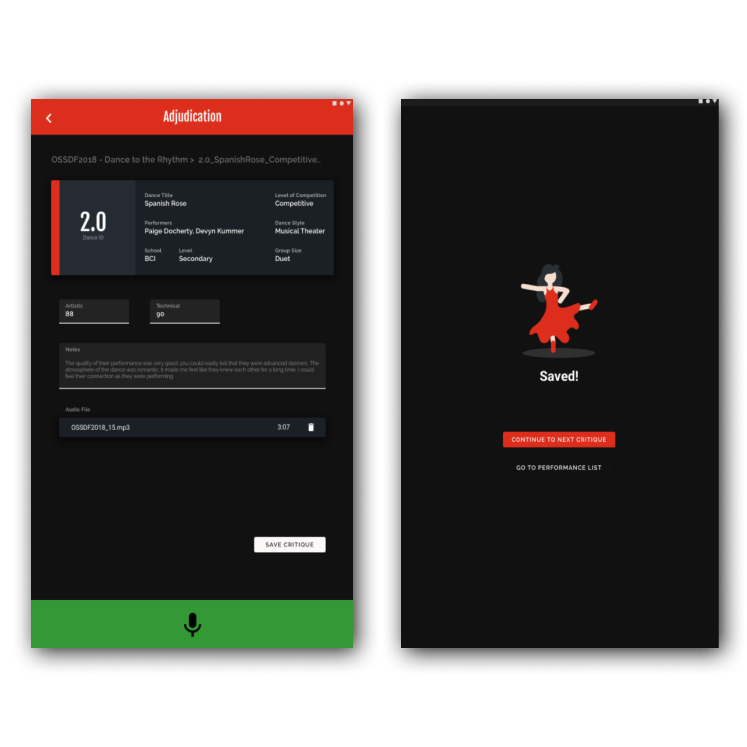 Adjudication
OSSDF2018 - Dance to the Rhythm > 2.0_SpanishRose_Competitive..
2.0
Dance ID
Dance Title
Spanish Rose
Level of Competition
Competitive
Performers
Paige Docherty, Devyn Kummer
Dance Style
Musical Theater
School
BCI
Level
Secondary
Group Size
Duet
Artistic
88
Technical
90
Notes
The quality of their performance was very good; you could easily tell that they were advanced dancers. The
atmosphere of the dance was romantic. It made me feel like they knew each other for a long time. I could
feel their connection as they were performing.
Audio File
OSSDF2018_15.mp3 3:07
SAVE CRITIQUE
Saved!
CONTINUE TO NEXT CRITIQUE
GO TO PERFORMANCE LIST